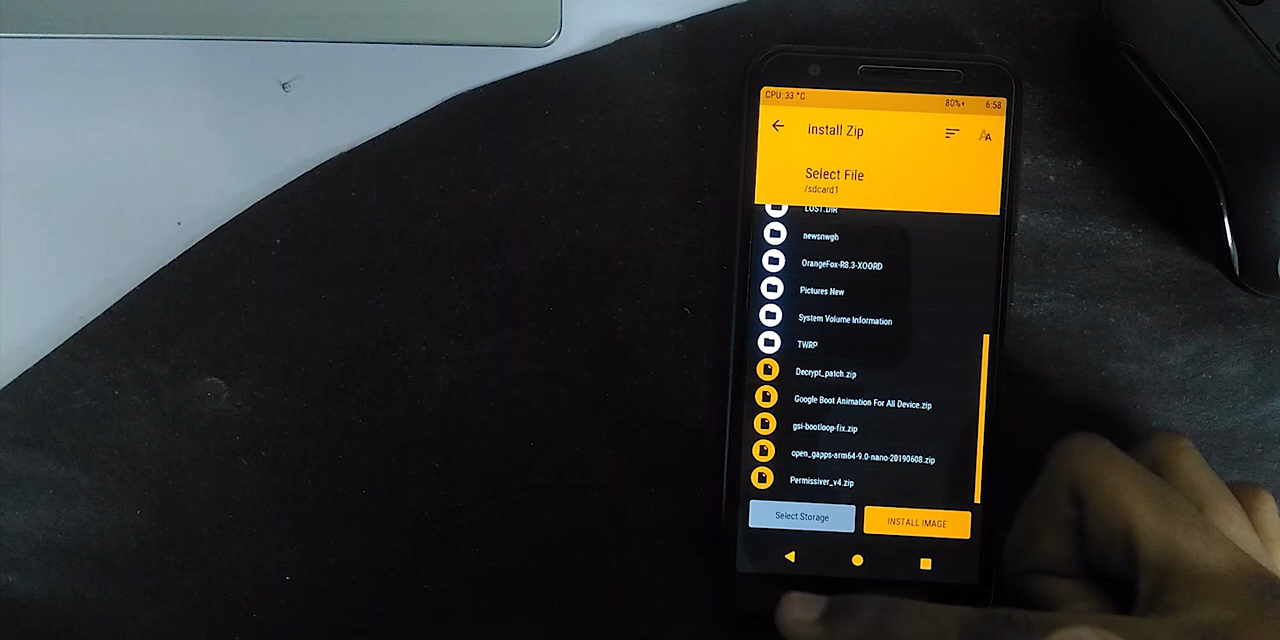 CPU: 33 °C 80%+ 6:58
Install Zip
Select File
/sdcard1
LOST.DIR
newsnwgh
OrangeFox-R8.3-XOORD
Pictures New
System Volume Information
TWRP
Decrypt_patch.zip
Google Boot Animation For All Device.zip
gsi-bootloop-fix.zip
open_gapps-arm64-9.0-nano-20190608.zip
Permissiver_v4.zip
Select Storage
INSTALL IMAGE